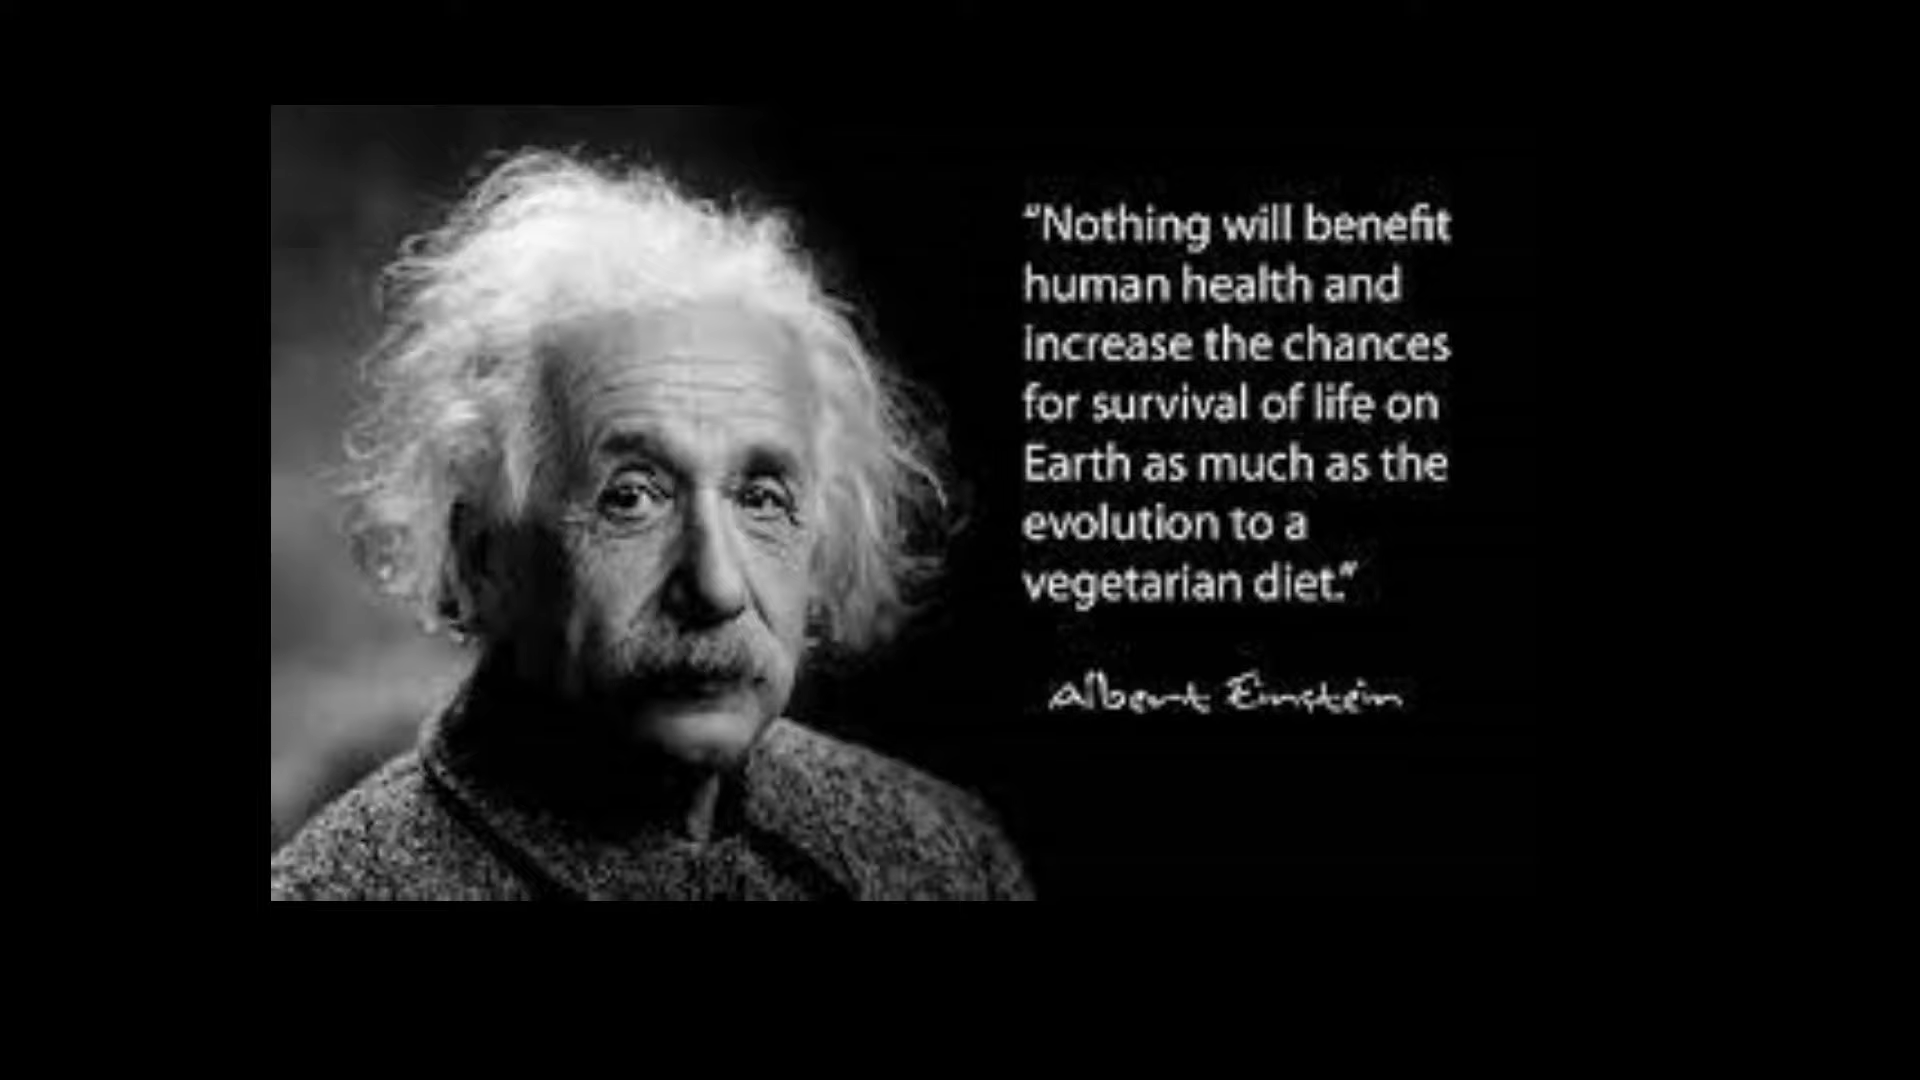 “Nothing will benefit
human health and
increase the chances
for survival of life on
Earth as much as the
evolution to a
vegetarian diet.”
Albert Einstein